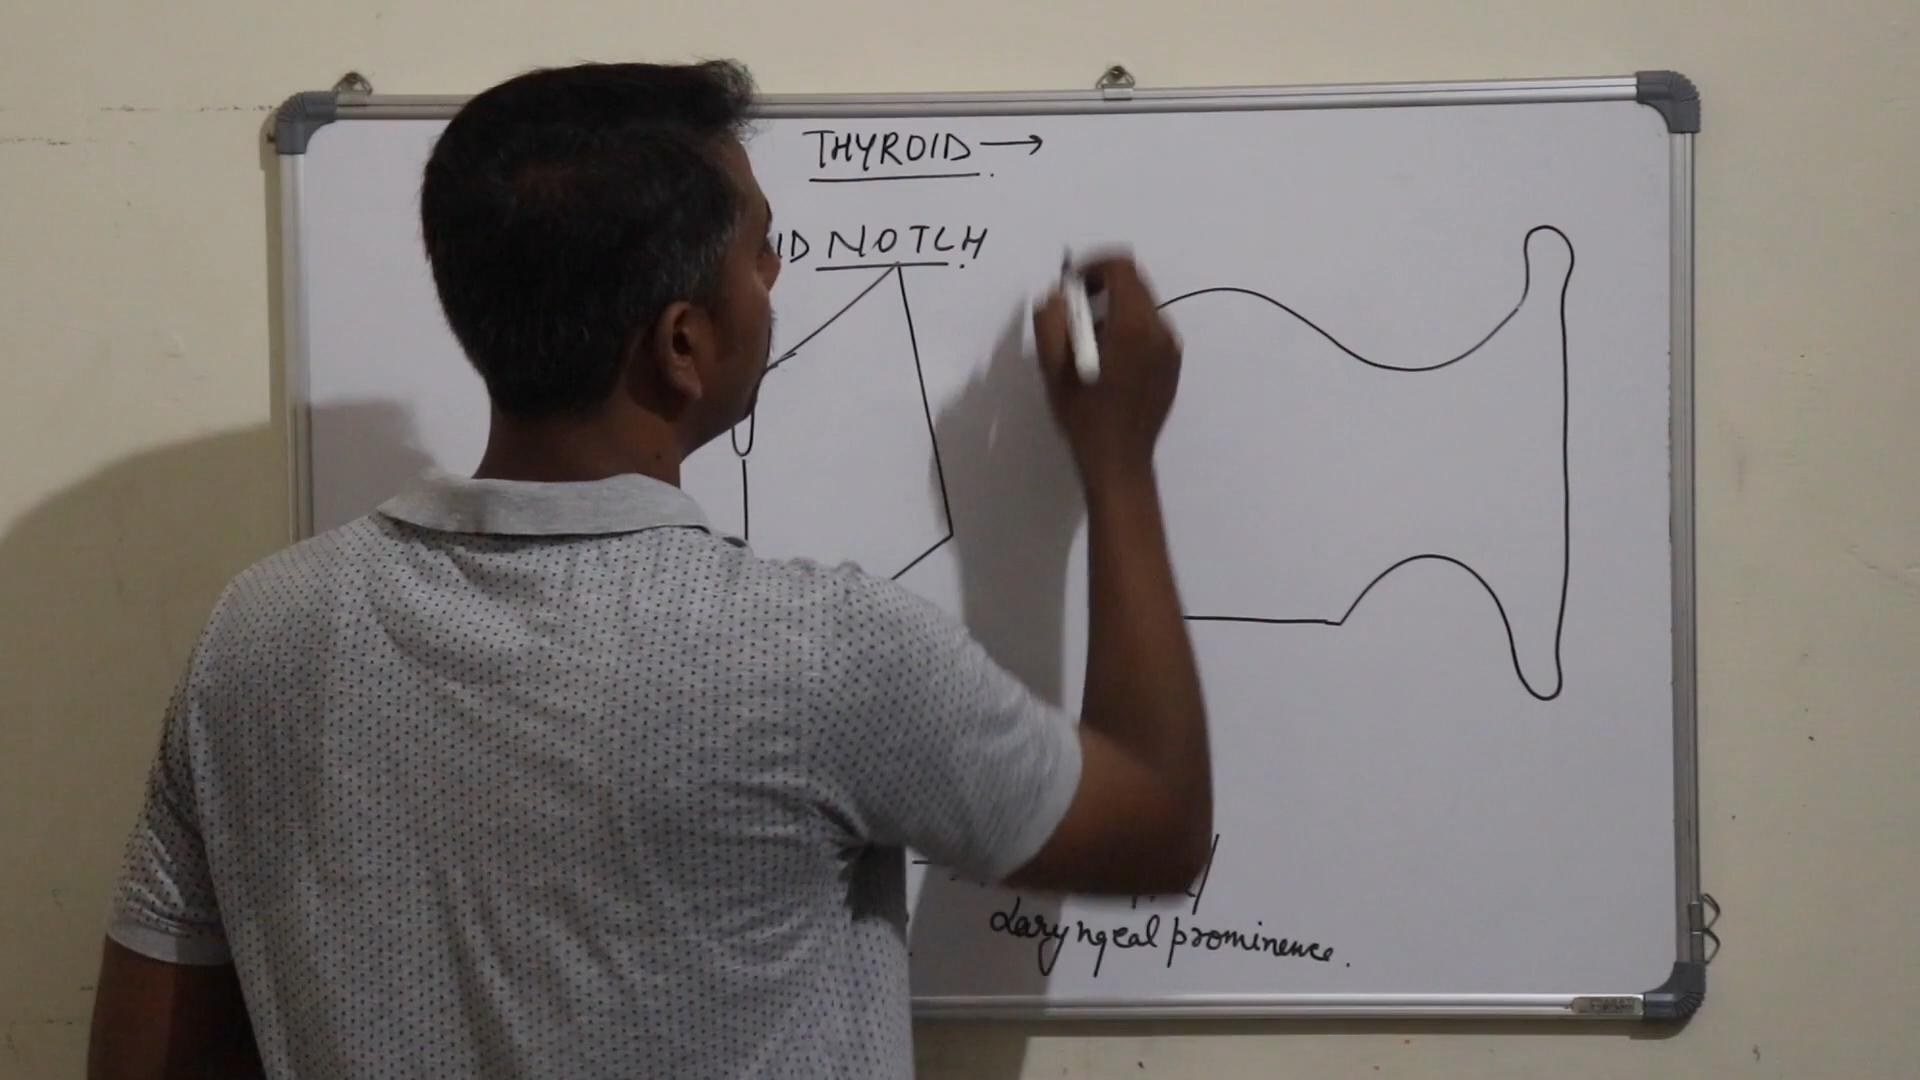 THYROID →
ID NOTCH
Laryngeal prominence.